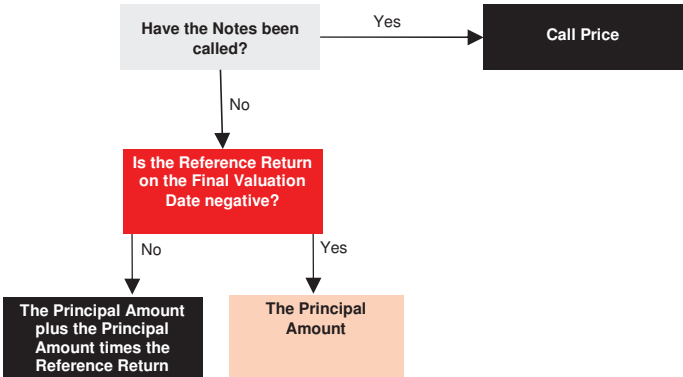 Have the Notes been
called?
Yes
Call Price
No
Is the Reference Return
on the Final Valuation
Date negative?
No
Yes
The Principal Amount
plus the Principal
Amount times the
Reference Return
The Principal
Amount